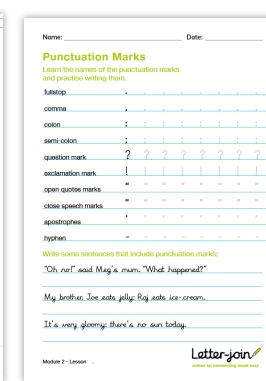 Name: Date:
Punctuation Marks
Learn the names of the punctuation marks
and practise writing them.
fullstop . . . . . . . .
comma , , , , , , , ,
colon : : : : : : : :
semi-colon ; ; ; ; ; ; ; ;
question mark ? ? ? ? ? ? ? ?
exclamation mark ! ! ! ! ! ! ! !
open quotes marks “ “ “ “ “ “ “ “
close speech marks ” ” ” ” ” ” ” ”
apostrophes ’ ’ ’ ’ ’ ’ ’ ’
hyphen - - - - - - - -
Write some sentences that include punctuation marks:
"Oh no!" said Meg's mum. "What happened?"
My brother, Joe eats jelly; Raj eats ice-cream.
It's very gloomy: there's no sun today.
Module 2 - Lesson
Letter-join